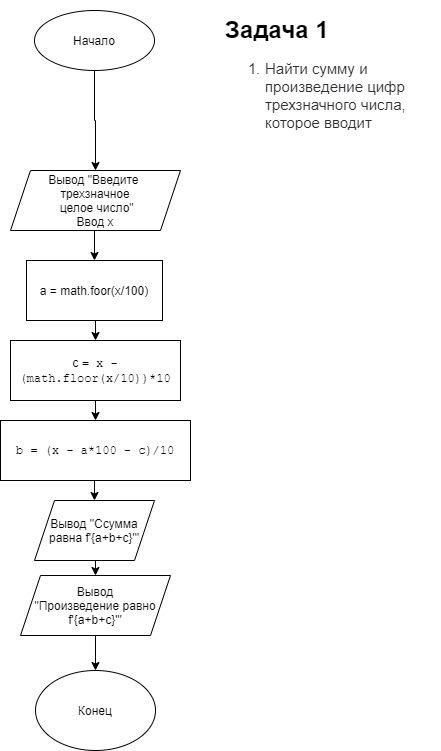 Начало
Задача 1
1. Найти сумму и
произведение цифр
трехзначного числа,
которое вводит
Вывод "Введите
трехзначное
целое число"
Ввод x
a = math.foor(x/100)
c = x -
(math.floor(x/10))*10
b = (x - a*100 - c)/10
Вывод "Ссумма
равна f'{a+b+c}'"
Вывод
"Произведение равно
f'{a+b+c}'"
Конец